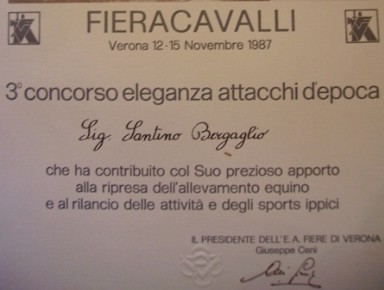 FIERACAVALLI
Verona 12-15 Novembre 1987
3° concorso eleganza attacchi d'epoca
Sig. Santino Bergaglio
che ha contribuito col Suo prezioso apporto
alla ripresa dell'allevamento equino
e al rilancio delle attività e degli sports ippici
IL PRESIDENTE DELL'E.A. FIERE DI VERONA
Giuseppe Ceni